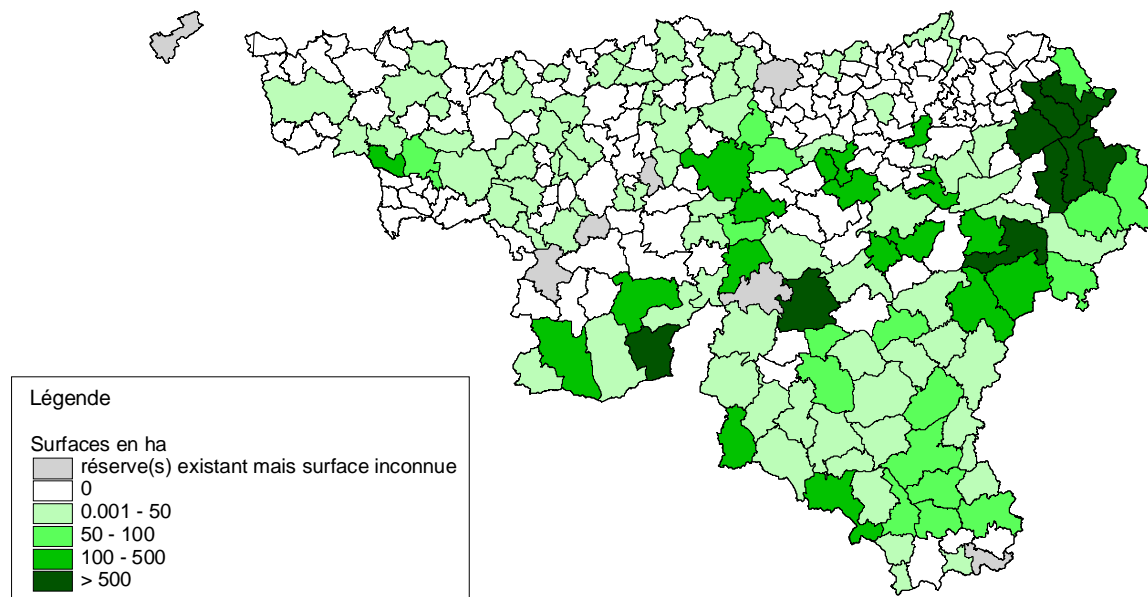 Légende
Surfaces en ha
réserve(s) existant mais surface inconnue
0
0.001 - 50
50 - 100
100 - 500
> 500